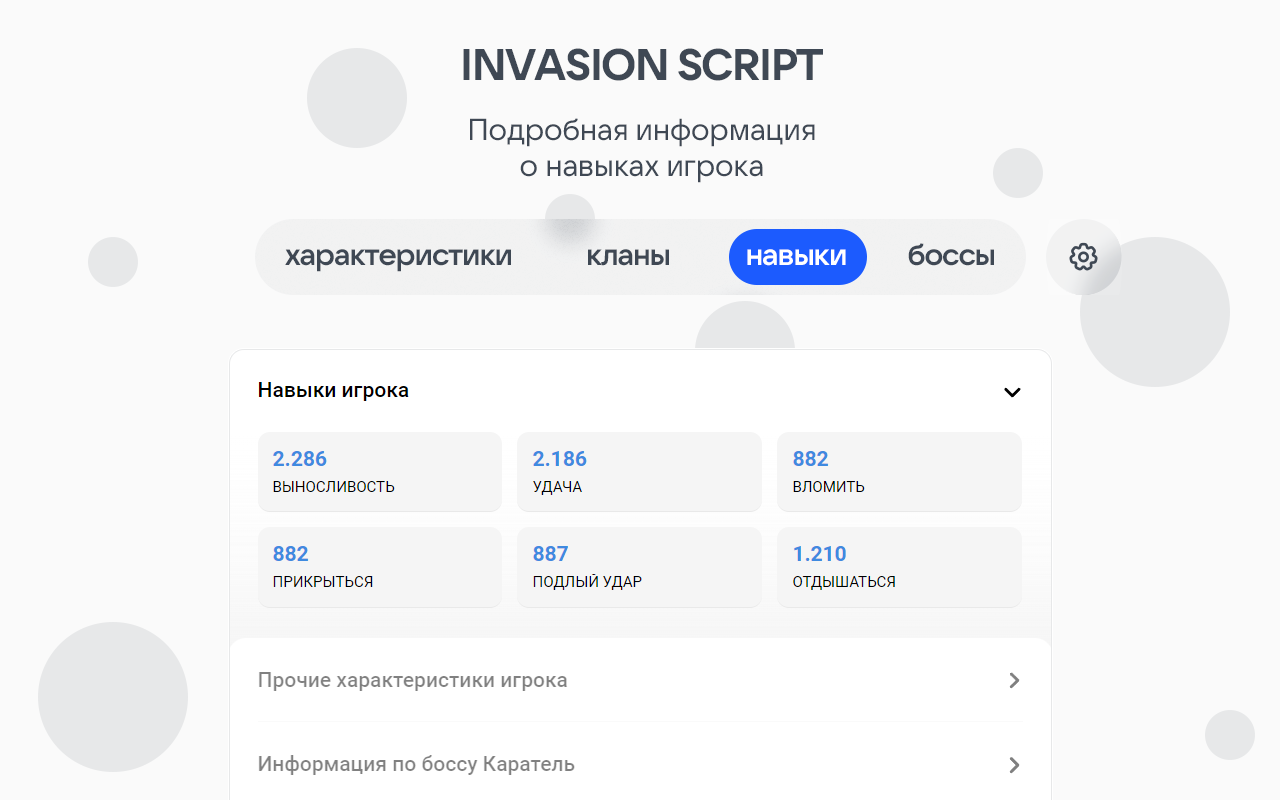 INVASION SCRIPT
Подробная информация
о навыках игрока
характеристики кланы навыки боссы
Навыки игрока
2.286 2.186 882
ВЫНОСЛИВОСТЬ УДАЧА ВЛОМИТЬ
882 887 1.210
ПРИКРЫТЬСЯ ПОДЛЫЙ УДАР ОТДЫШАТЬСЯ
Прочие характеристики игрока
Информация по боссу Каратель